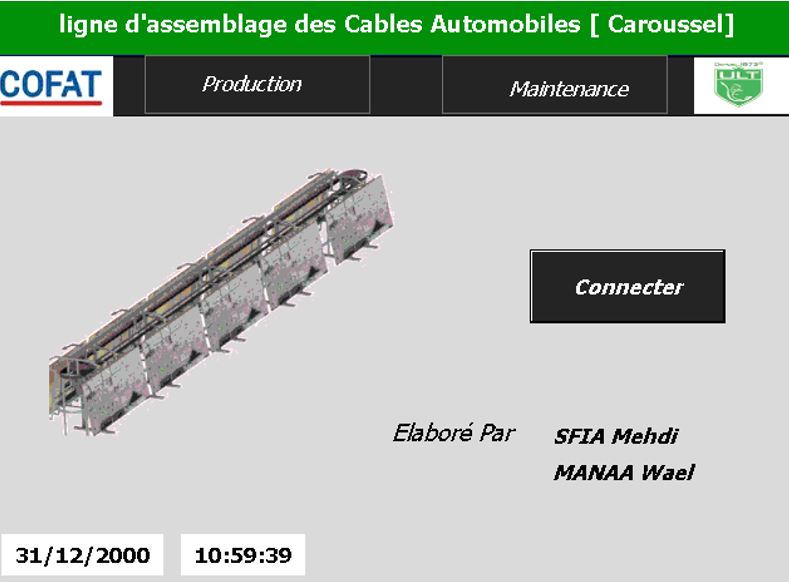 ligne d'assemblage des Cables Automobiles [ Caroussel]
COFAT
Production
Maintenance
ULT
Connecter
Elaboré Par
SFIA Mehdi
MANAA Wael
31/12/2000
10:59:39